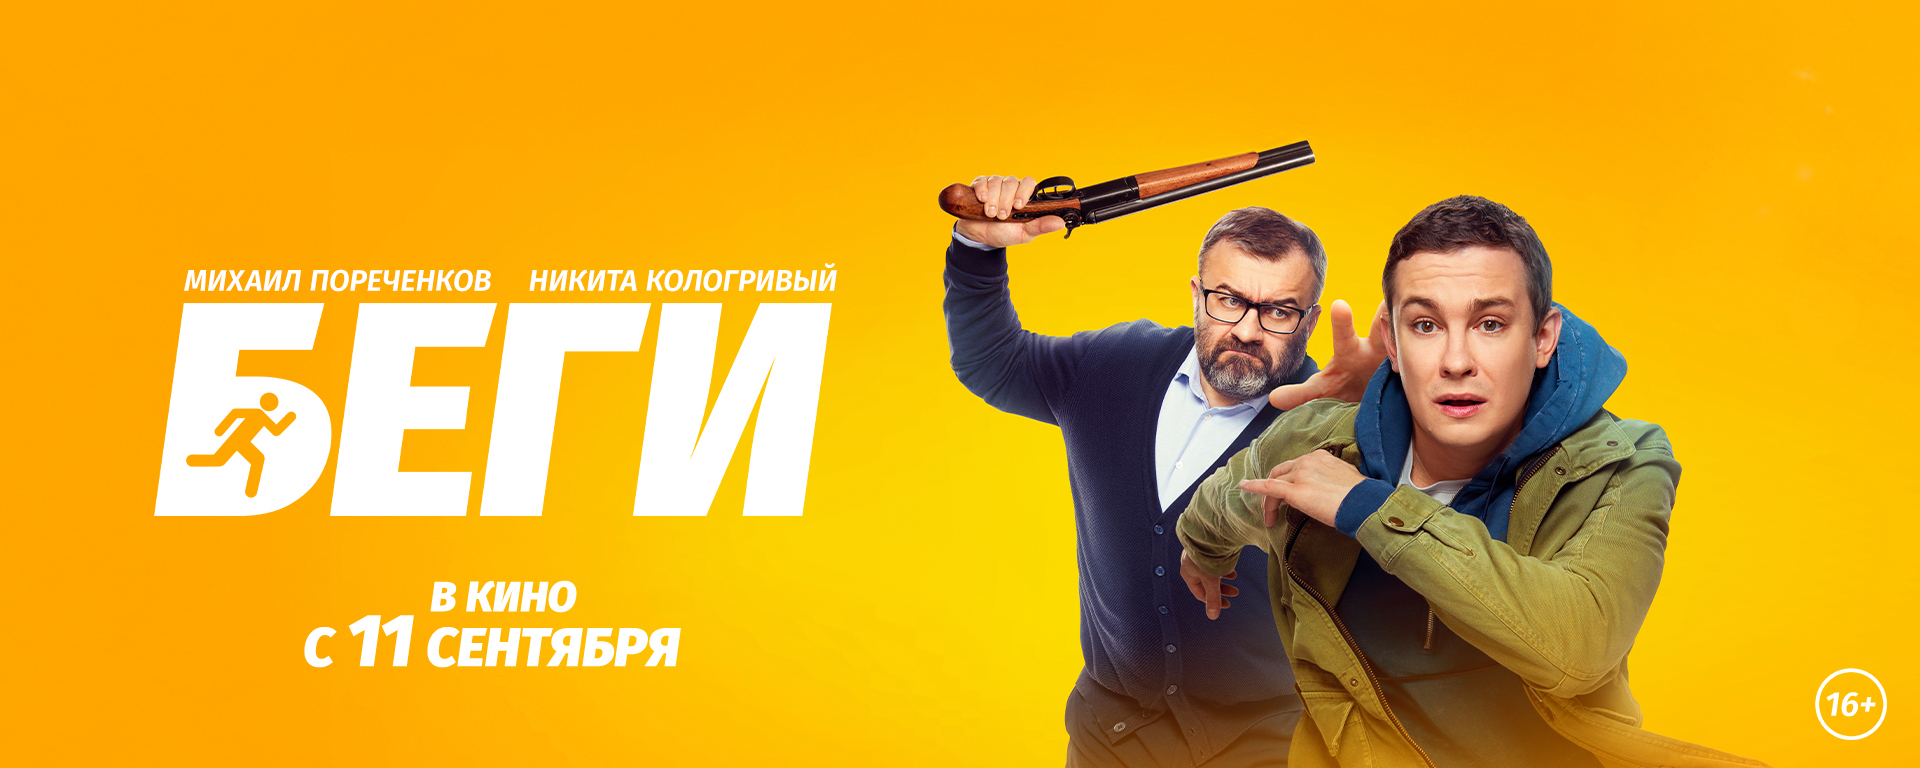 МИХАИЛ ПОРЕЧЕНКОВ НИКИТА КОЛОГРИВЫЙ
БЕГИ
В КИНО
С 11 СЕНТЯБРЯ
16+